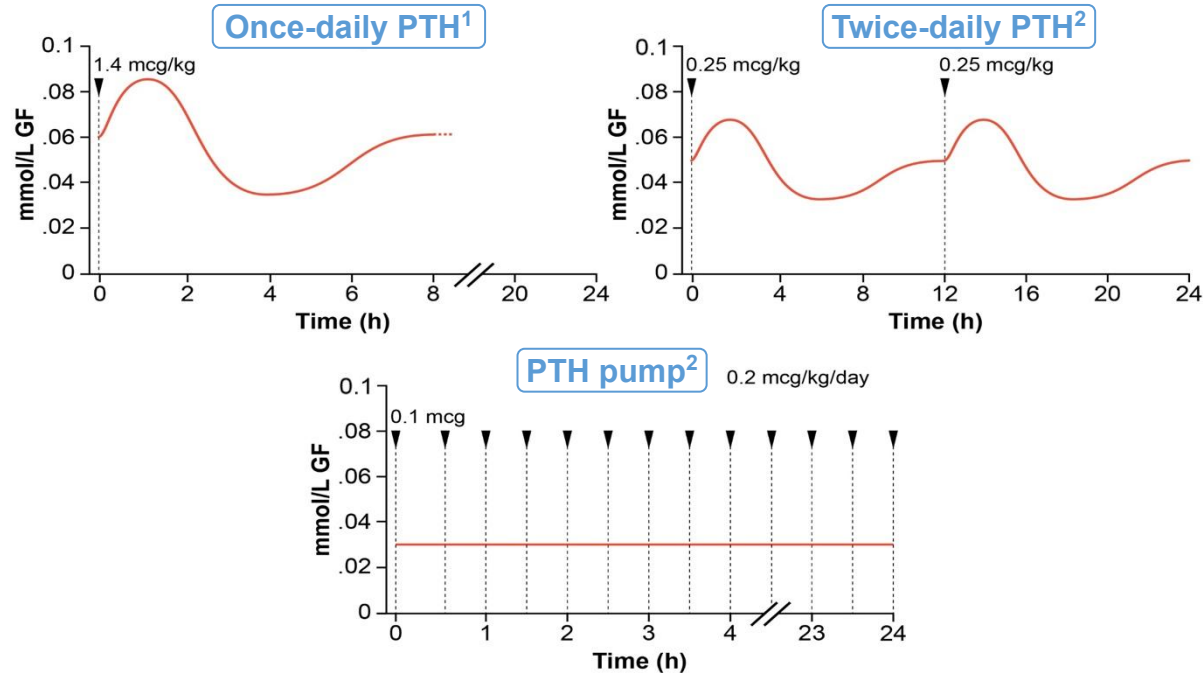 Once-daily PTH¹
1.4 mcg/kg
mmol/L GF
0.1
.08
.06
.04
.02
0
0 2 4 6 8 20 24
Time (h)
Twice-daily PTH²
0.25 mcg/kg 0.25 mcg/kg
mmol/L GF
0.1
.08
.06
.04
.02
0
0 4 8 12 16 20 24
Time (h)
PTH pump²
0.2 mcg/kg/day
0.1 mcg
mmol/L GF
0.1
.08
.06
.04
.02
0
0 1 2 3 4 23 24
Time (h)